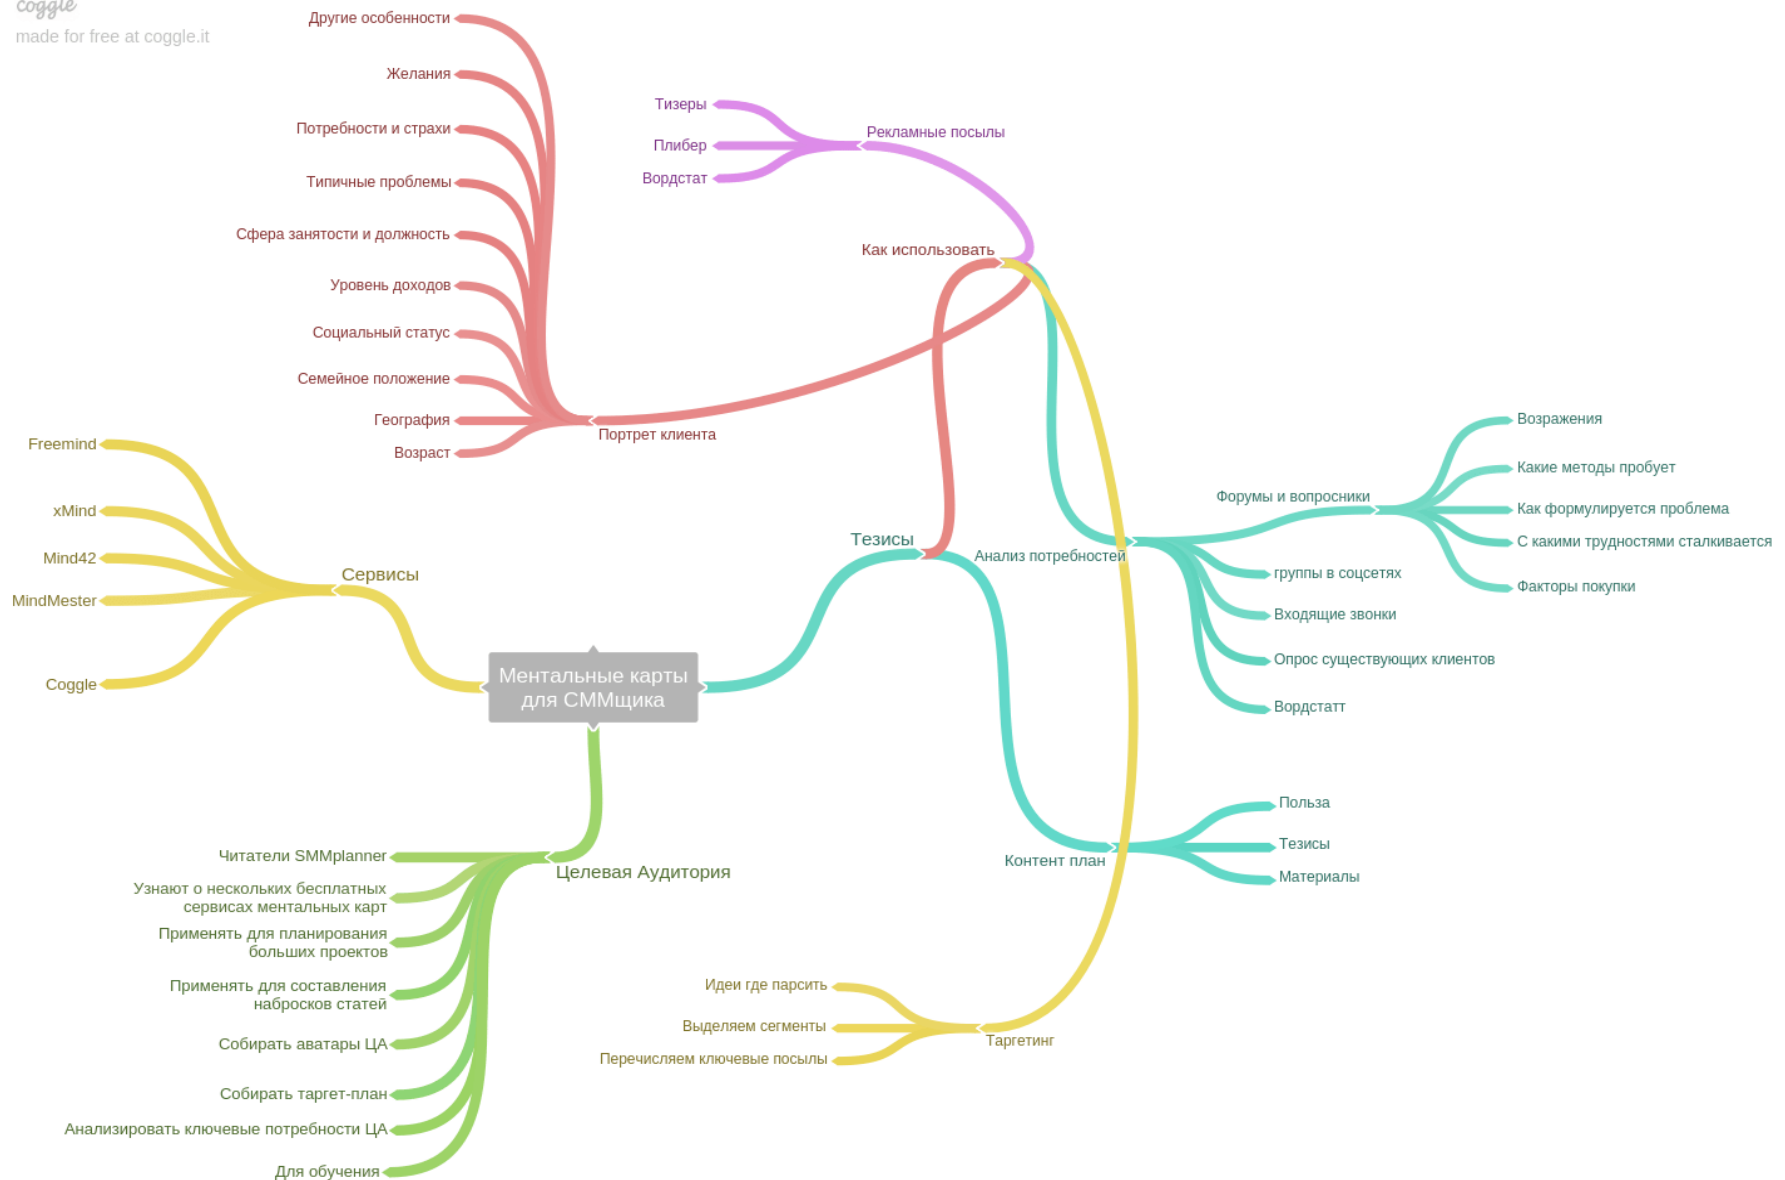 coggle
made for free at coggle.it
Другие особенности
Желания
Потребности и страхи
Типичные проблемы
Сфера занятости и должность
Уровень доходов
Социальный статус
Семейное положение
География
Возраст
Портрет клиента
Тизеры
Плибер
Вордстат
Рекламные посылы
Как использовать
Freemind
xMind
Mind42
MindMester
Coggle
Сервисы
Ментальные карты
для СММщика
Тезисы
Анализ потребностей
Форумы и вопросники
Возражения
Какие методы пробует
Как формулируется проблема
С какими трудностями сталкивается
Факторы покупки
группы в соцсетях
Входящие звонки
Опрос существующих клиентов
Вордстатт
Контент план
Польза
Тезисы
Материалы
Целевая Аудитория
Читатели SMMplanner
Узнают о нескольких бесплатных
сервисах ментальных карт
Применять для планирования
больших проектов
Применять для составления
набросков статей
Собирать аватары ЦА
Собирать таргет-план
Анализировать ключевые потребности ЦА
Для обучения
Идеи где парсить
Выделяем сегменты
Перечисляем ключевые посылы
Таргетинг